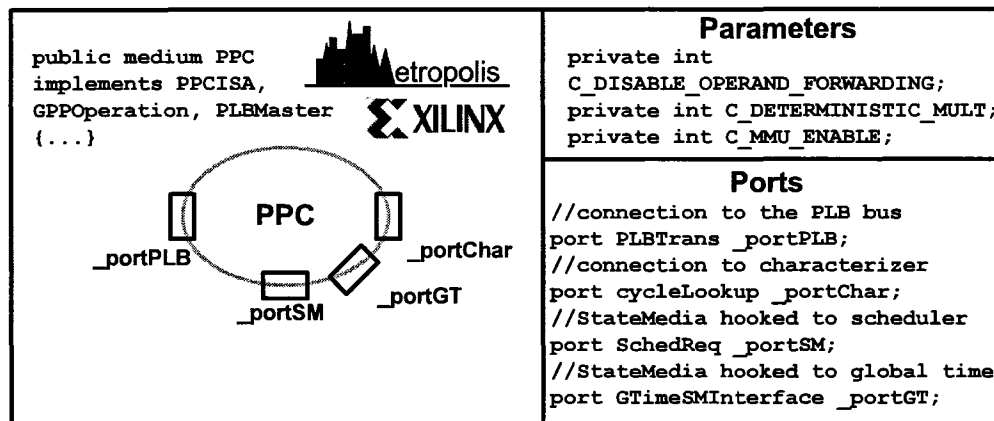 public medium PPC
implements PPCISA,
GPPOperation, PLBMaster
{...}
etropolis
XILINX
PPC
_portPLB
_portChar
_portGT
_portSM
Parameters
private int
C_DISABLE_OPERAND_FORWARDING;
private int C_DETERMINISTIC_MULT;
private int C_MMU_ENABLE;
Ports
//connection to the PLB bus
port PLBTrans _portPLB;
//connection to characterizer
port cycleLookup _portChar;
//StateMedia hooked to scheduler
port SchedReq _portSM;
//StateMedia hooked to global time
port GTimeSMInterface _portGT;